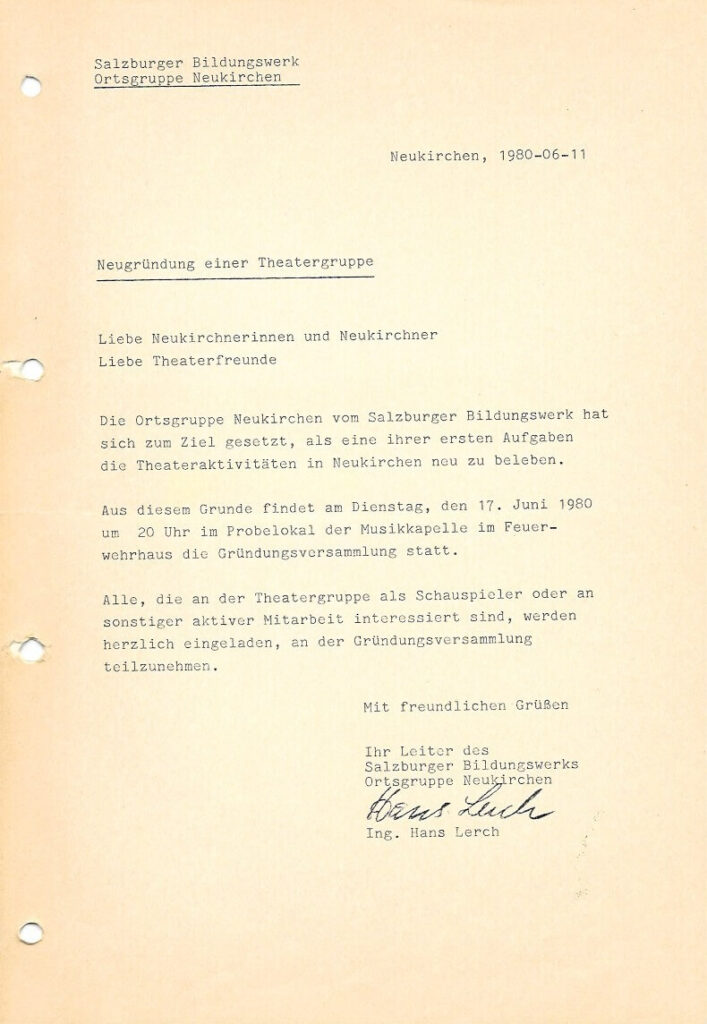 Salzburger Bildungswerk
Ortsgruppe Neukirchen
Neukirchen, 1980-06-11
Neugründung einer Theatergruppe
Liebe Neukirchnerinnen und Neukirchner
Liebe Theaterfreunde
Die Ortsgruppe Neukirchen vom Salzburger Bildungswerk hat
sich zum Ziel gesetzt, als eine ihrer ersten Aufgaben
die Theateraktivitäten in Neukirchen neu zu beleben.
Aus diesem Grunde findet am Dienstag, den 17. Juni 1980
um 20 Uhr im Probelokal der Musikkapelle im Feuer-
wehrhaus die Gründungsversammlung statt.
Alle, die an der Theatergruppe als Schauspieler oder an
sonstiger aktiver Mitarbeit interessiert sind, werden
herzlich eingeladen, an der Gründungsversammlung
teilzunehmen.
Mit freundlichen Grüßen
Ihr Leiter des
Salzburger Bildungswerks
Ortsgruppe Neukirchen
Hans Lerch
Ing. Hans Lerch